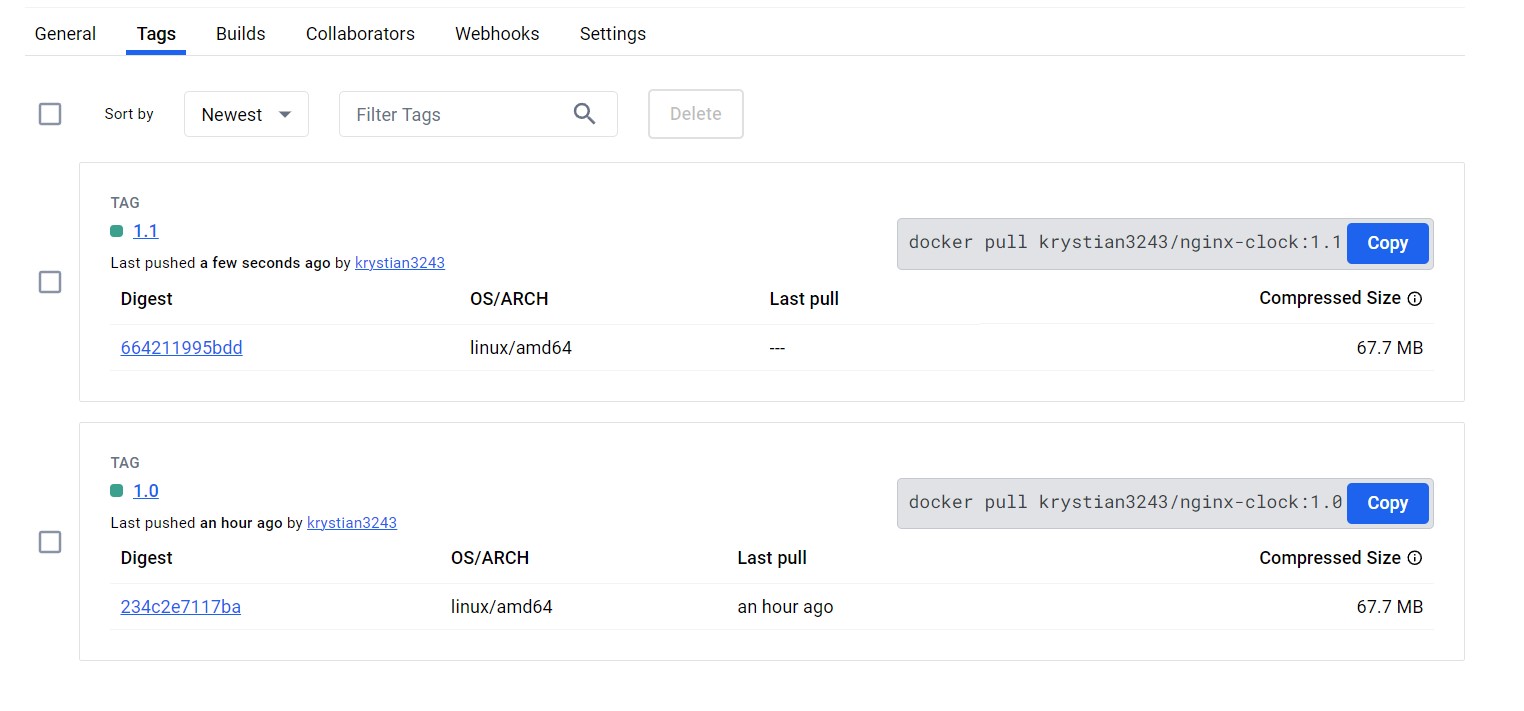 General Tags Builds Collaborators Webhooks Settings
Sort by Newest Filter Tags Delete
TAG
1.1
docker pull krystian3243/nginx-clock:1.1 Copy
Last pushed a few seconds ago by krystian3243
Digest OS/ARCH Last pull Compressed Size
664211995bdd linux/amd64 --- 67.7 MB
TAG
1.0
docker pull krystian3243/nginx-clock:1.0 Copy
Last pushed an hour ago by krystian3243
Digest OS/ARCH Last pull Compressed Size
234c2e7117ba linux/amd64 an hour ago 67.7 MB